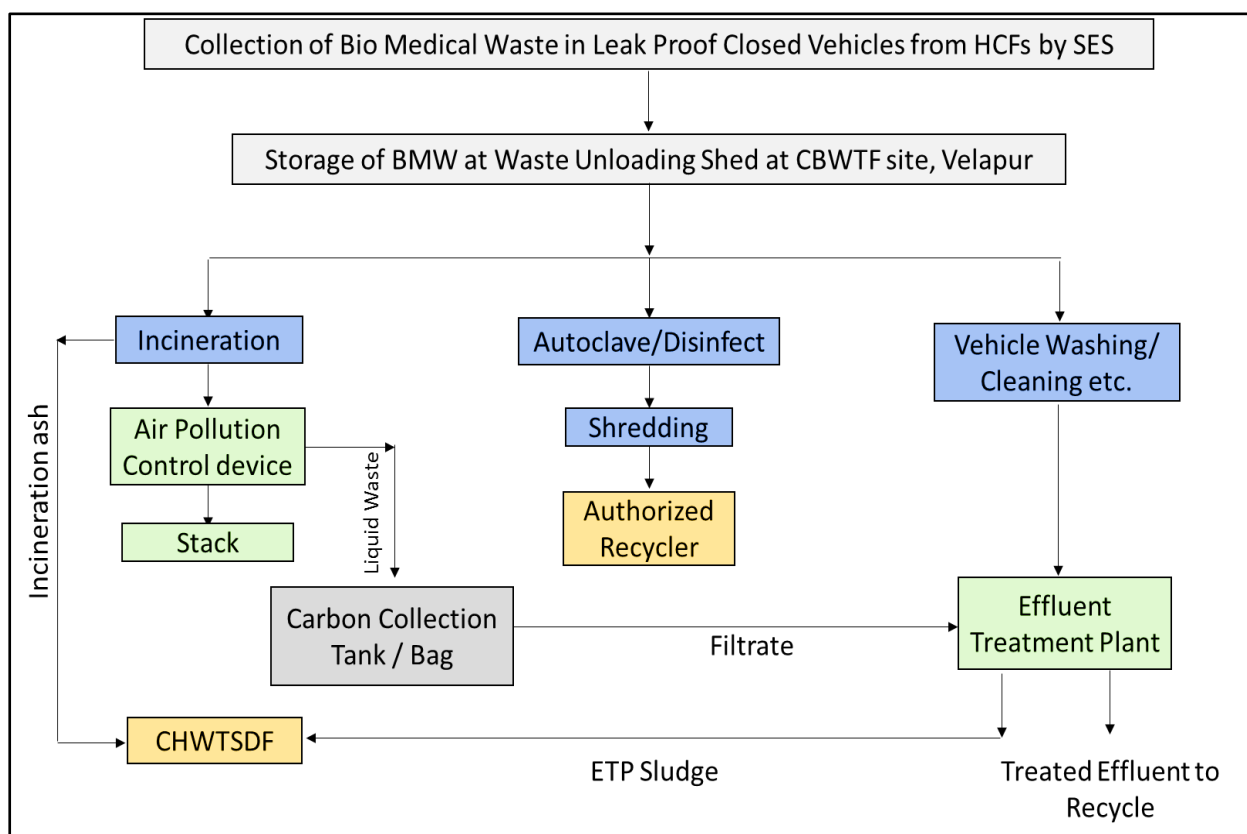 Collection of Bio Medical Waste in Leak Proof Closed Vehicles from HCFs by SES
Storage of BMW at Waste Unloading Shed at CBWTF site, Velapur
Incineration
Autoclave/Disinfect
Vehicle Washing/
Cleaning etc.
Incineration ash
Air Pollution
Control device
Shredding
Liquid Waste
Stack
Authorized
Recycler
Carbon Collection
Tank / Bag
Filtrate
Effluent
Treatment Plant
CHWTSDF
ETP Sludge
Treated Effluent to
Recycle